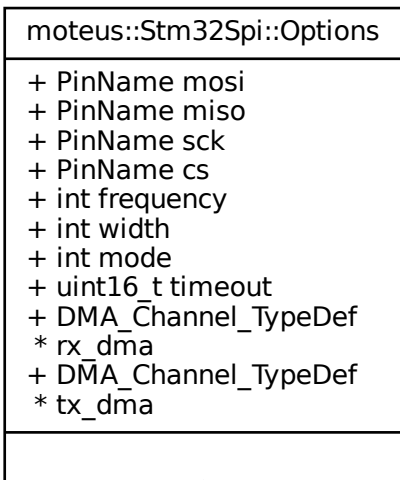 moteus::Stm32Spi::Options
+ PinName mosi
+ PinName miso
+ PinName sck
+ PinName cs
+ int frequency
+ int width
+ int mode
+ uint16_t timeout
+ DMA_Channel_TypeDef
* rx_dma
+ DMA_Channel_TypeDef
* tx_dma